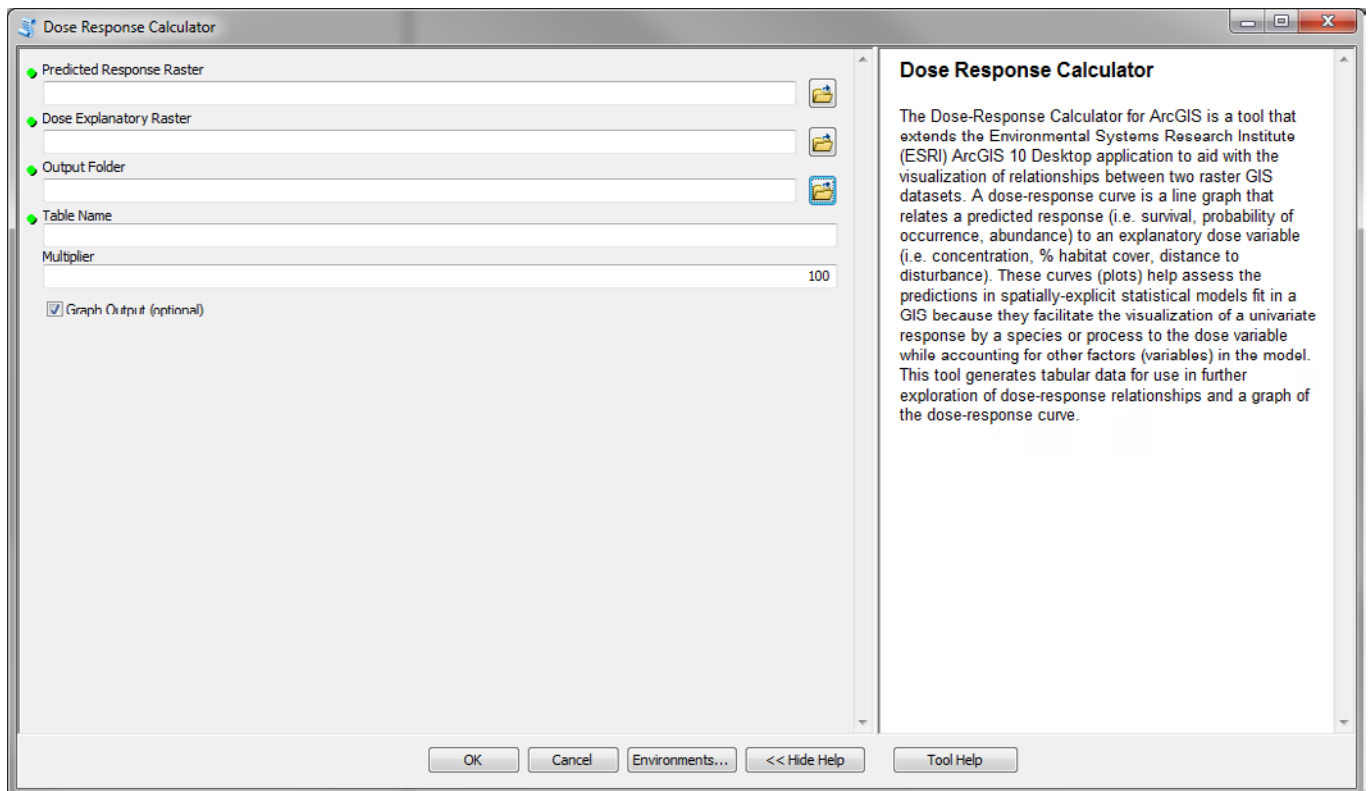 Dose Response Calculator
Predicted Response Raster
Dose Explanatory Raster
Output Folder
Table Name
Multiplier
100
Graph Output (optional)
Dose Response Calculator
The Dose-Response Calculator for ArcGIS is a tool that
extends the Environmental Systems Research Institute
(ESRI) ArcGIS 10 Desktop application to aid with the
visualization of relationships between two raster GIS
datasets. A dose-response curve is a line graph that
relates a predicted response (i.e. survival, probability of
occurrence, abundance) to an explanatory dose variable
(i.e. concentration, % habitat cover, distance to
disturbance). These curves (plots) help assess the
predictions in spatially-explicit statistical models fit in a
GIS because they facilitate the visualization of a univariate
response by a species or process to the dose variable
while accounting for other factors (variables) in the model.
This tool generates tabular data for use in further
exploration of dose-response relationships and a graph of
the dose-response curve.
OK
Cancel
Environments...
<< Hide Help
Tool Help